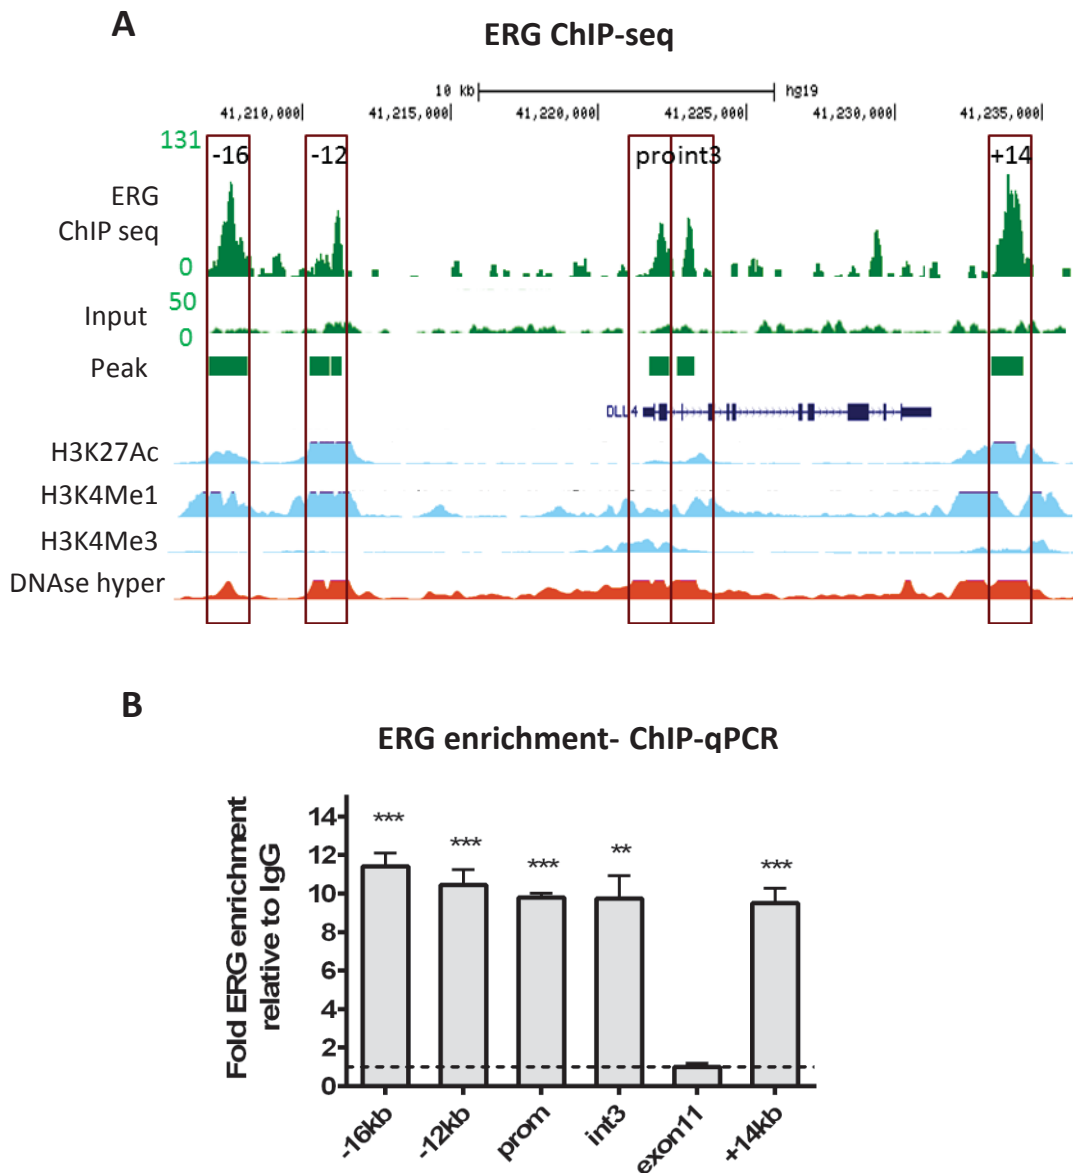 A
ERG ChIP-seq
10 kb hg19
41,210,000 41,215,000 41,220,000 41,225,000 41,230,000 41,235,000
131 -16 -12 proint3 +14
ERG
ChIP seq
0
50
Input
0
Peak
DLL4
H3K27Ac
H3K4Me1
H3K4Me3
DNAse hyper
B
ERG enrichment- ChIP-qPCR
Fold ERG enrichment
relative to IgG
14
12
10
8
6
4
2
0
*** *** *** ** ***
-16kb -12kb prom int3 exon11 +14kb